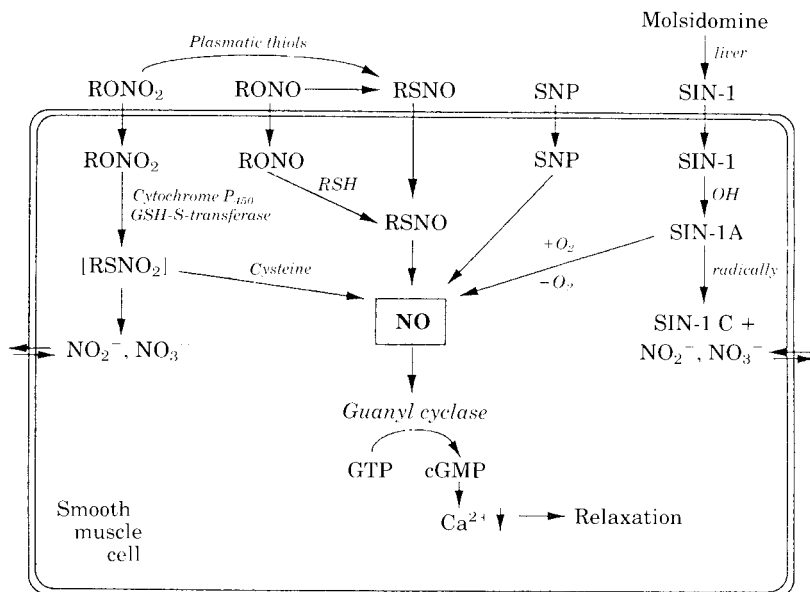 Molsidomine
Plasmatic thiols
liver
RONO₂ RONO RSNO SNP SIN-1
RONO₂ RONO SNP SIN-1
RSH
OH
Cytochrome P₄₅₀
GSH-S-transferase
RSNO
SIN-1A
+O₂
[RSNO₂]
Cysteine
−O₂
radically
NO
SIN-1 C +
NO₂⁻, NO₃⁻
NO₂⁻, NO₃⁻
Guanyl cyclase
GTP cGMP
Smooth
muscle
cell
Ca²⁺ Relaxation